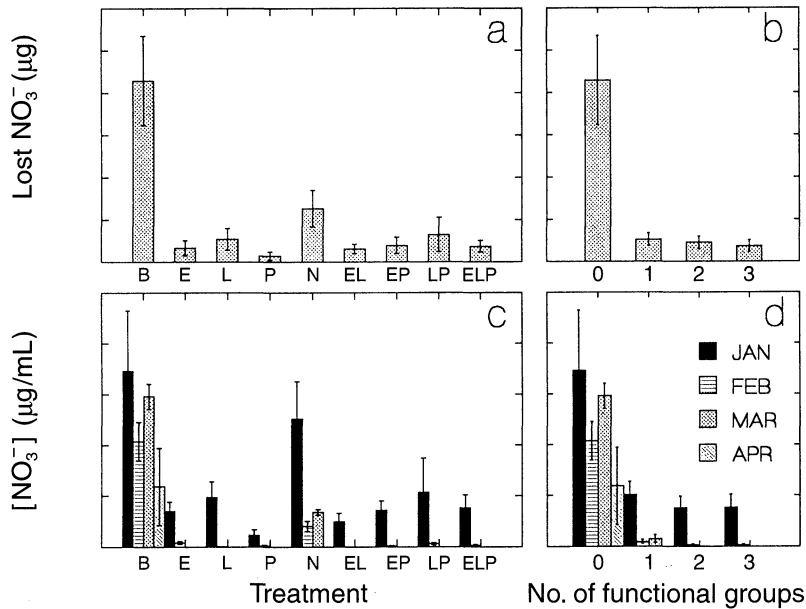 a
b
Lost NO₃⁻ (μg)
B E L P N EL EP LP ELP
0 1 2 3
c
d
[NO₃⁻] (μg/mL)
JAN
FEB
MAR
APR
B E L P N EL EP LP ELP
0 1 2 3
Treatment
No. of functional groups